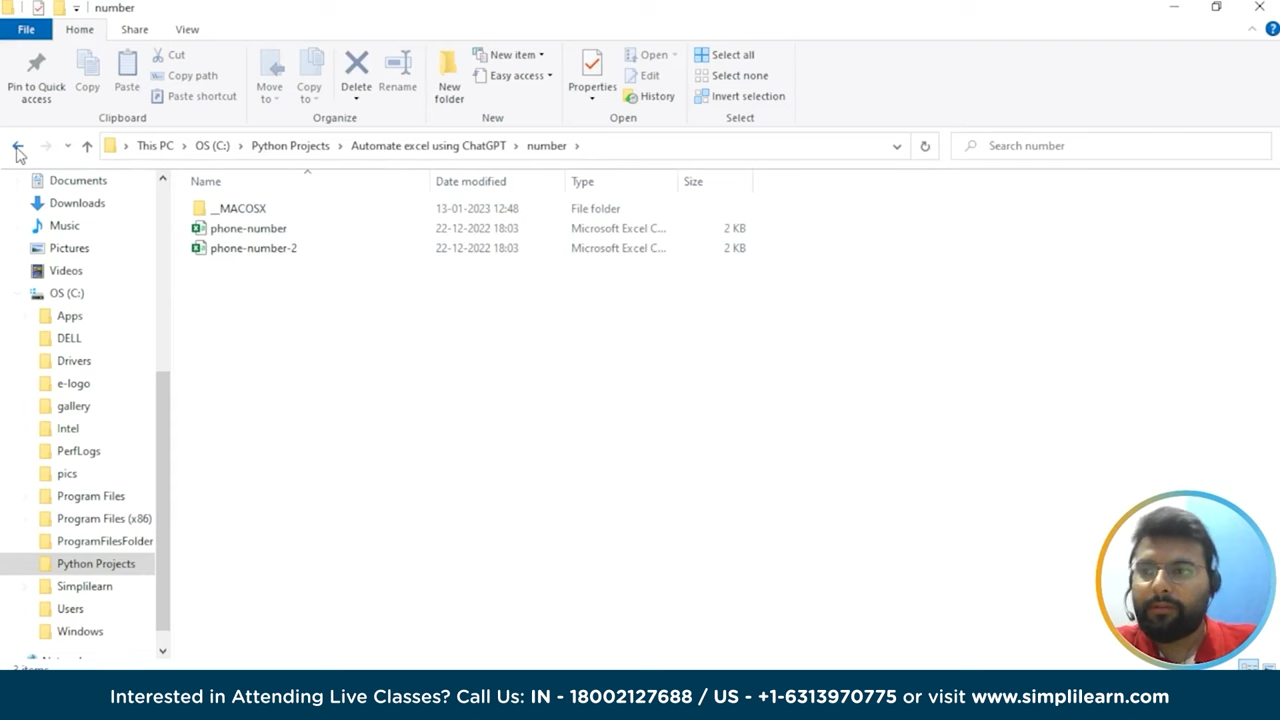 number
File Home Share View
Pin to Quick access
Copy
Paste
Cut
Copy path
Paste shortcut
Clipboard
Move to
Copy to
Delete
Rename
Organize
New folder
New item
Easy access
New
Properties
Open
Edit
History
Open
Select all
Select none
Invert selection
Select
This PC > OS (C:) > Python Projects > Automate excel using ChatGPT > number >
Search number
Name Date modified Type Size
__MACOSX 13-01-2023 12:48 File folder
phone-number 22-12-2022 18:03 Microsoft Excel C... 2 KB
phone-number-2 22-12-2022 18:03 Microsoft Excel C... 2 KB
Documents
Downloads
Music
Pictures
Videos
OS (C:)
Apps
DELL
Drivers
e-logo
gallery
Intel
PerfLogs
pics
Program Files
Program Files (x86)
ProgramFilesFolder
Python Projects
Simplilearn
Users
Windows
Interested in Attending Live Classes? Call Us: IN - 18002127688 / US - +1-6313970775 or visit www.simplilearn.com